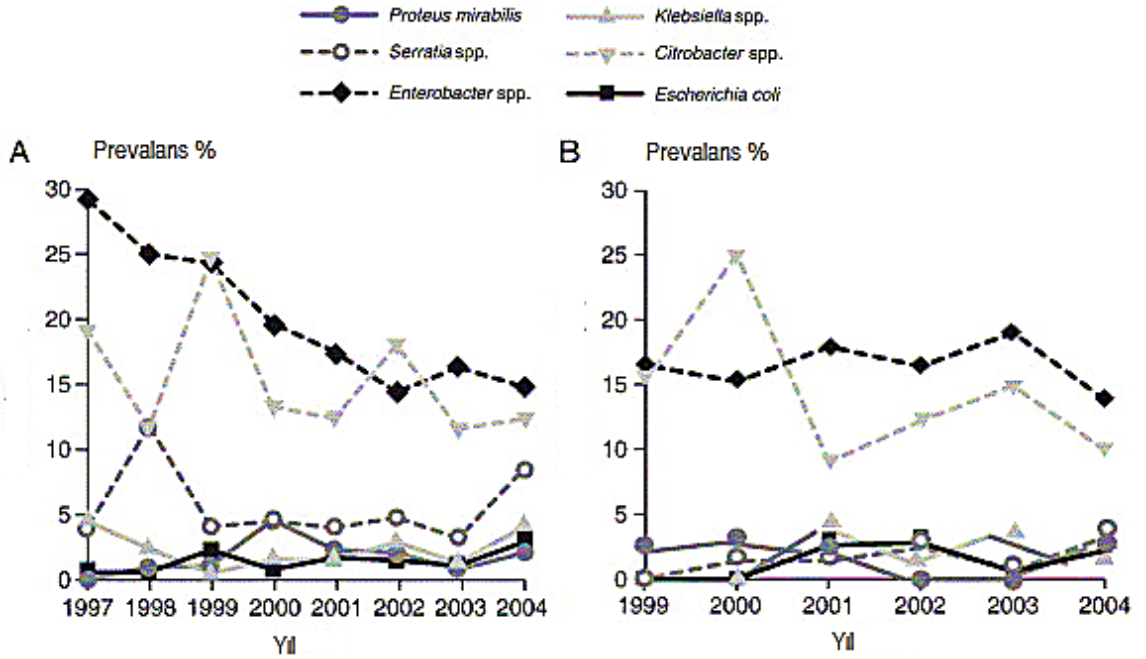 Proteus mirabilis
Klebsiella spp.
Serratia spp.
Citrobacter spp.
Enterobacter spp.
Escherichia coli
A
Prevalans %
30
25
20
15
10
5
0
1997 1998 1999 2000 2001 2002 2003 2004
Yıl
B
Prevalans %
30
25
20
15
10
5
0
1999 2000 2001 2002 2003 2004
Yıl